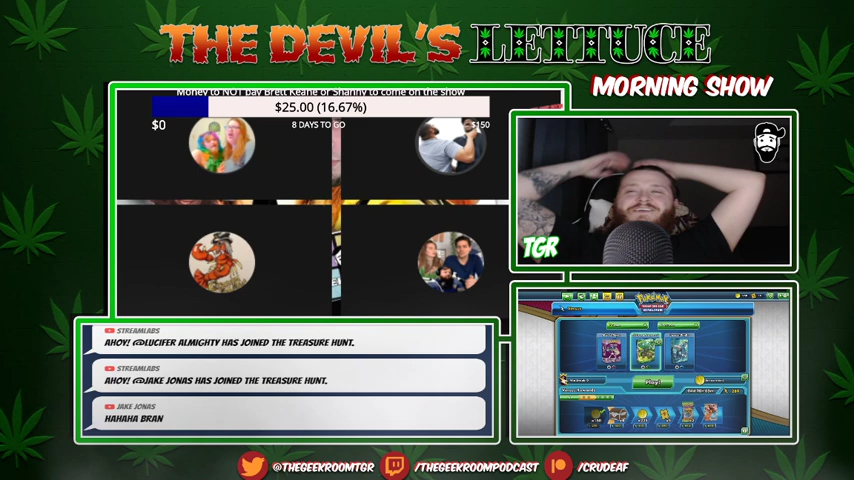 THE DEVIL'S LETTUCE
MORNING SHOW
Money to NOT pay Brett Keane or Shanny to come on the show
$25.00 (16.67%)
$0
8 DAYS TO GO
$150
TGR
STREAMLABS
AHOY! @LUCIFER ALMIGHTY HAS JOINED THE TREASURE HUNT.
STREAMLABS
AHOY! @JAKE JONAS HAS JOINED THE TREASURE HUNT.
JAKE JONAS
HAHAHA BRAN
POKéMON
Play!
@THEGEEKROOMTGR
/THEGEEKROOMPODCAST
/CRUDEAF